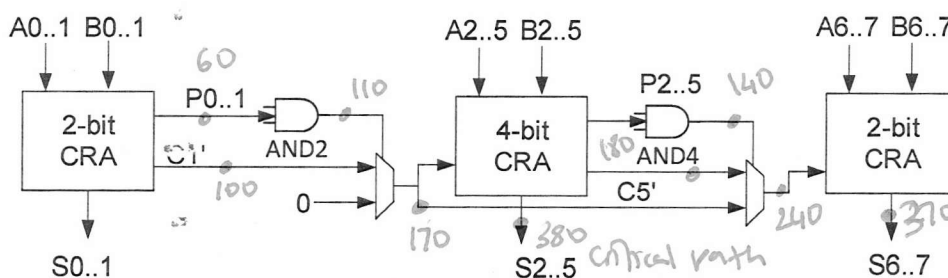 A0..1 B0..1
A2..5 B2..5
A6..7 B6..7
60
P0..1
110
P2..5
140
2-bit
CRA
AND2
C1'
100
4-bit
CRA
180
AND4
C5'
2-bit
CRA
0
170
380
critical path
240
370
S0..1
S2..5
S6..7